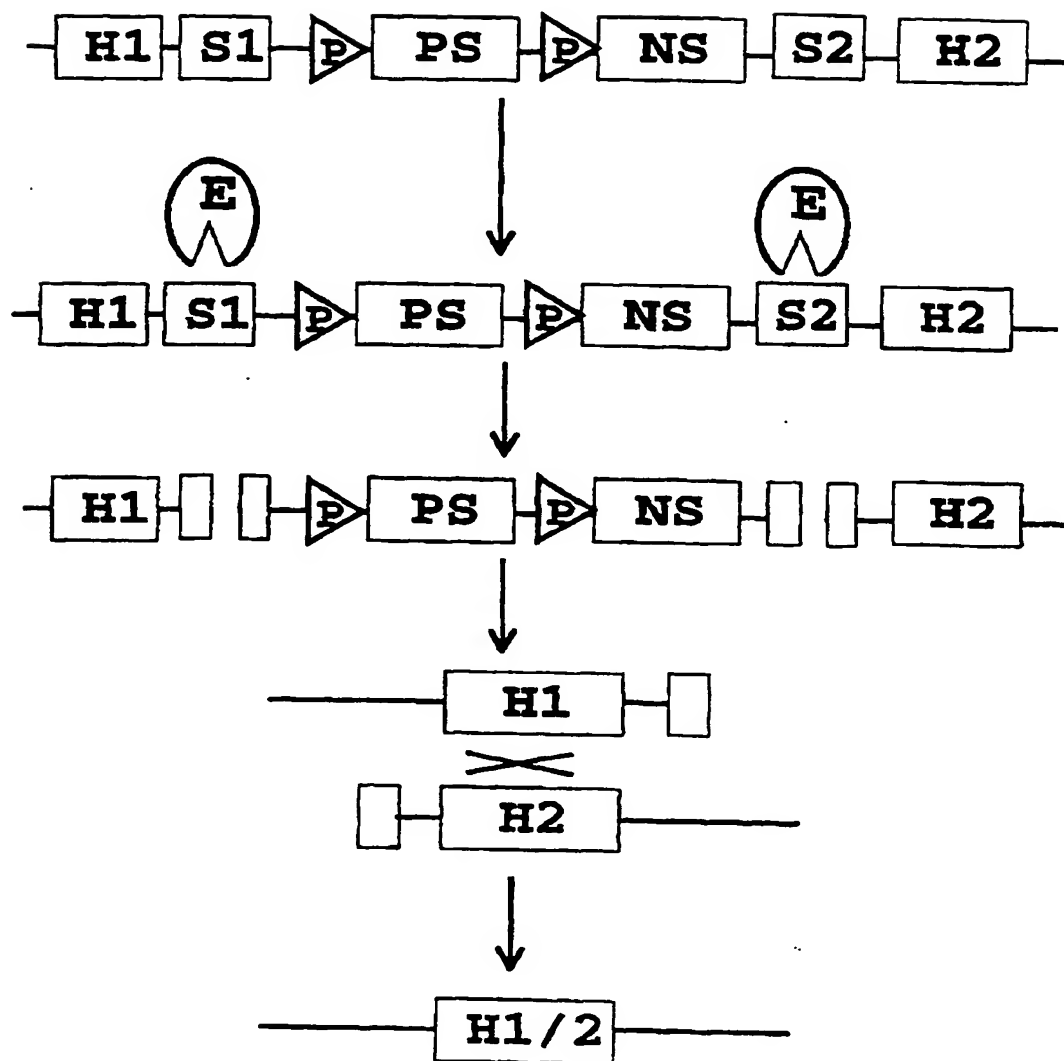 H1 S1 p PS p NS S2 H2
E E
H1 S1 p PS p NS S2 H2
H1 p PS p NS H2
H1
H2
H1/2